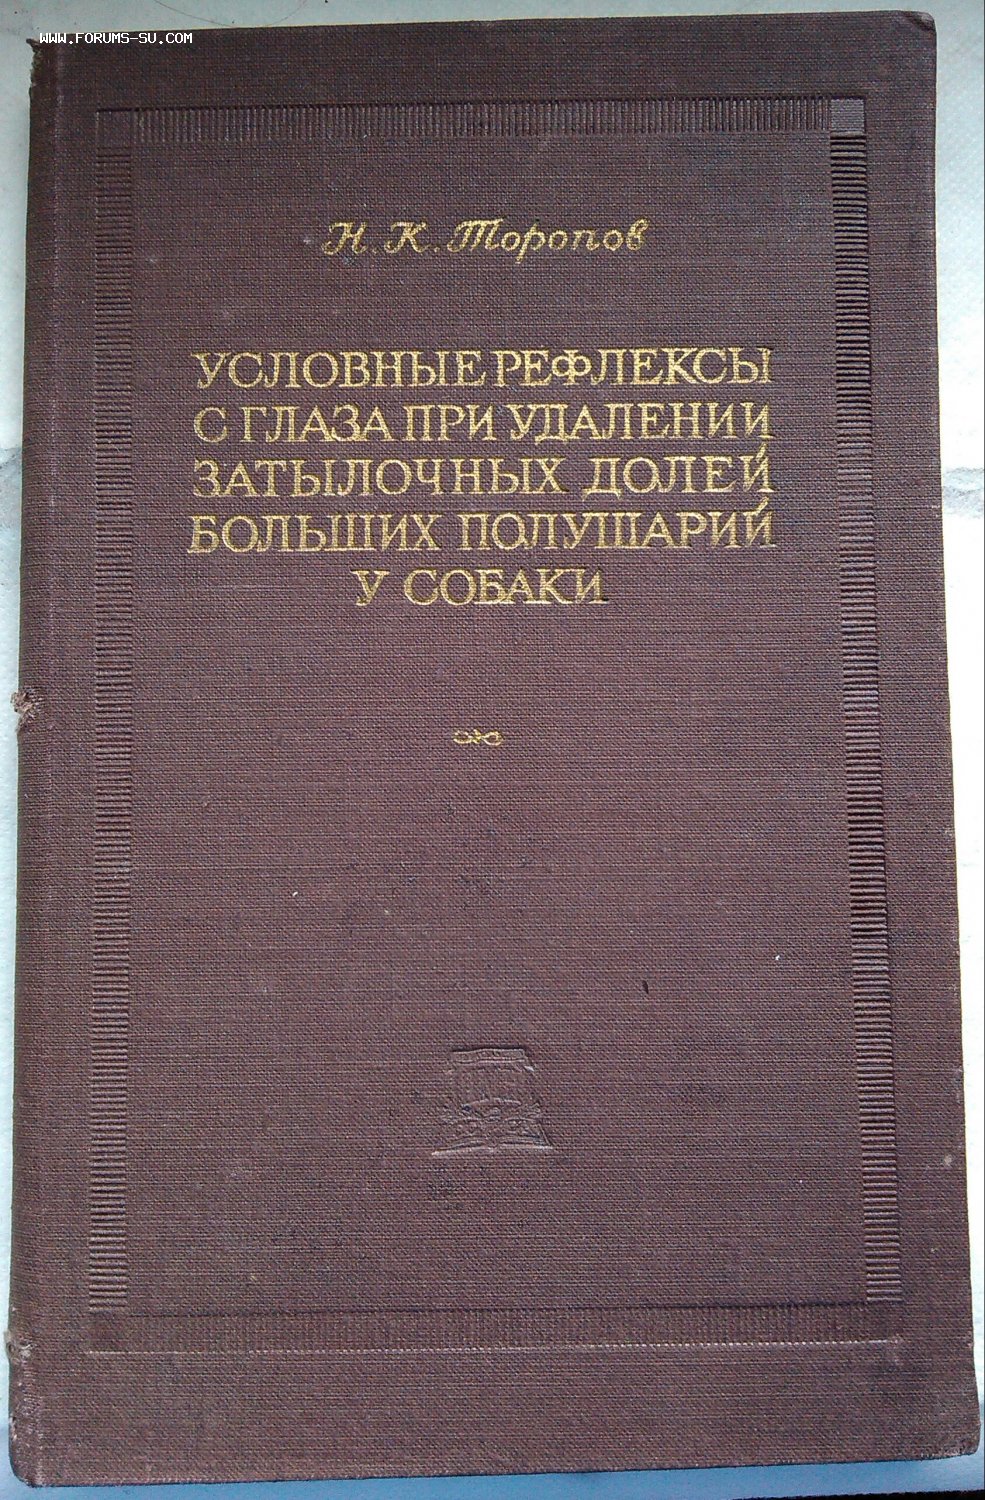 WWW.FORUMS-SU.COM
Н. К. Торопов
УСЛОВНЫЕ РЕФЛЕКСЫ
С ГЛАЗА ПРИ УДАЛЕНИИ
ЗАТЫЛОЧНЫХ ДОЛЕЙ
БОЛЬШИХ ПОЛУШАРИЙ
У СОБАКИ